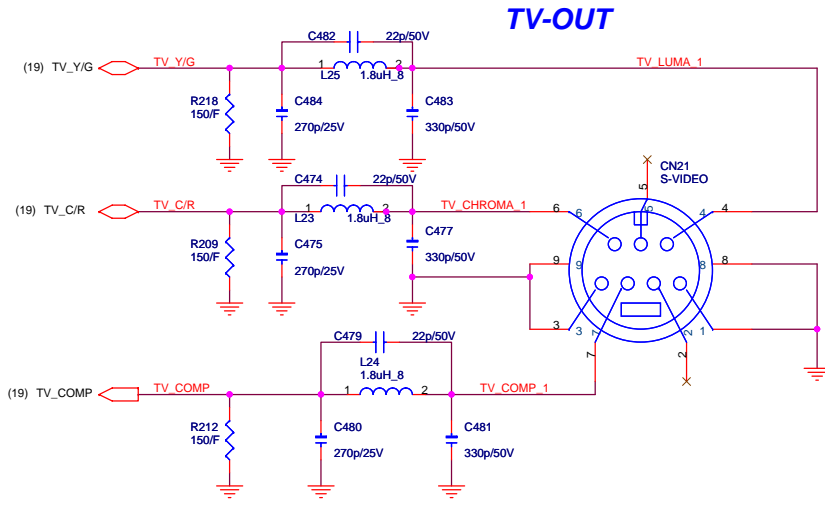 TV-OUT
C482 22p/50V
(19) TV_Y/G TV_Y/G 1 2 TV_LUMA_1
L25 1.8uH_8
R218
150/F
C484
270p/25V
C483
330p/50V
CN21
S-VIDEO
C474 22p/50V
5
5
(19) TV_C/R TV_C/R 1 2 TV_CHROMA_1 6 6 4 4
L23 1.8uH_8
R209
150/F
C475
270p/25V
C477
330p/50V
9 9 8 8
3 3 7 2 1 1
7 2
C479 22p/50V
L24
1.8uH_8
(19) TV_COMP TV_COMP 1 2 TV_COMP_1
R212
150/F
C480
270p/25V
C481
330p/50V